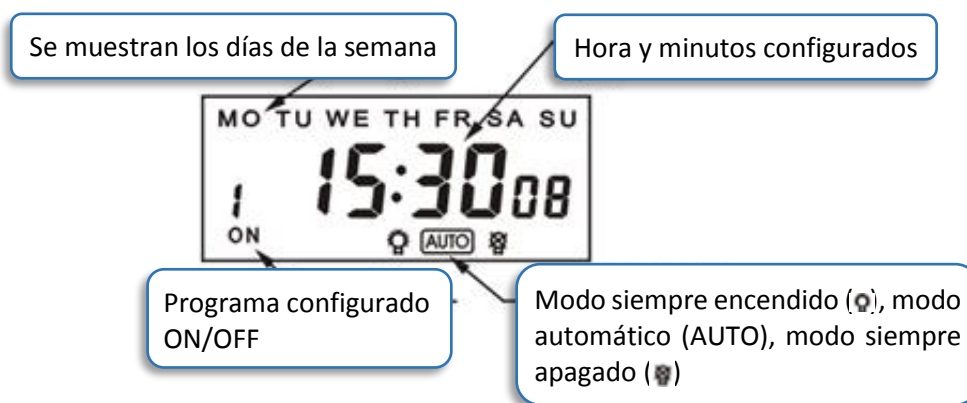 Se muestran los días de la semana
Hora y minutos configurados
MO TU WE TH FR SA SU
15:30 08
1
ON
AUTO
Programa configurado
ON/OFF
Modo siempre encendido ( ), modo
automático (AUTO), modo siempre
apagado ( )